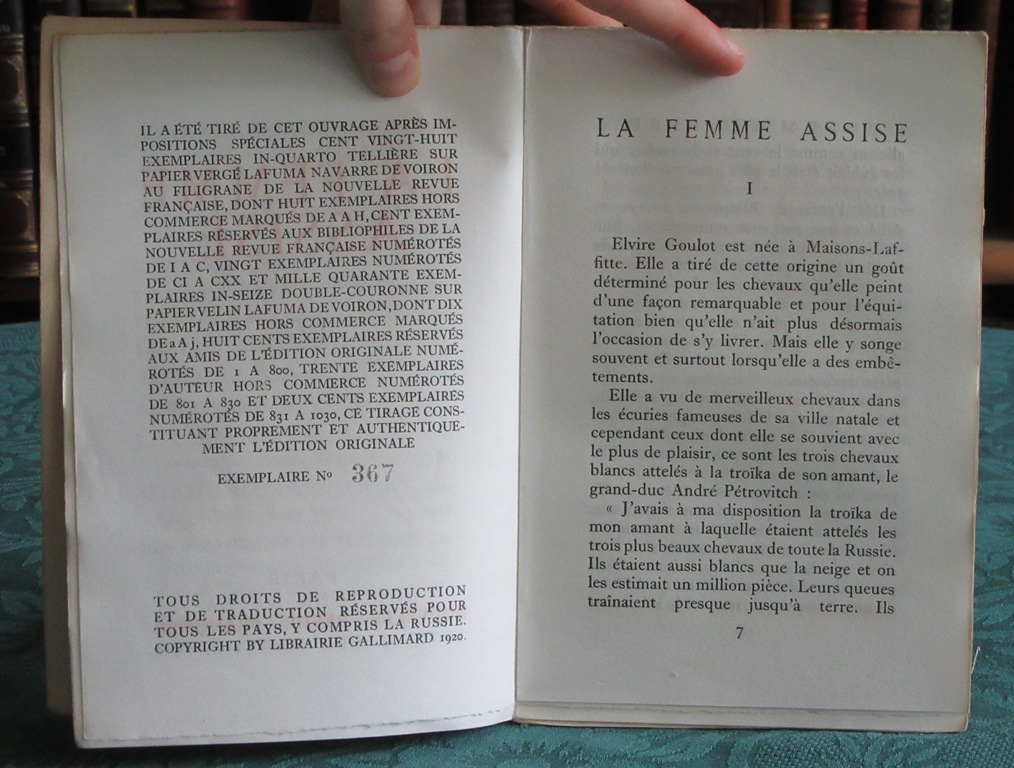 IL A ÉTÉ TIRÉ DE CET OUVRAGE APRÈS IM-
POSITIONS SPÉCIALES CENT VINGT-HUIT
EXEMPLAIRES IN-QUARTO TELLIÈRE SUR
PAPIER VERGÉ LAFUMA NAVARRE DE VOIRON
AU FILIGRANE DE LA NOUVELLE REVUE
FRANÇAISE, DONT HUIT EXEMPLAIRES HORS
COMMERCE MARQUÉS DE A A H, CENT EXEM-
PLAIRES RÉSERVÉS AUX BIBLIOPHILES DE LA
NOUVELLE REVUE FRANÇAISE NUMÉROTÉS
DE I A C, VINGT EXEMPLAIRES NUMÉROTÉS
DE CI A CXX ET MILLE QUARANTE EXEM-
PLAIRES IN-SEIZE DOUBLE-COURONNE SUR
PAPIER VELIN LAFUMA DE VOIRON, DONT DIX
EXEMPLAIRES HORS COMMERCE MARQUÉS
DE a A j, HUIT CENTS EXEMPLAIRES RÉSERVÉS
AUX AMIS DE L'ÉDITION ORIGINALE NUMÉ-
ROTÉS DE 1 A 800, TRENTE EXEMPLAIRES
D'AUTEUR HORS COMMERCE NUMÉROTÉS
DE 801 A 830 ET DEUX CENTS EXEMPLAIRES
NUMÉROTÉS DE 831 A 1030, CE TIRAGE CONS-
TITUANT PROPREMENT ET AUTHENTIQUE-
MENT L'ÉDITION ORIGINALE
EXEMPLAIRE Nº 367
TOUS DROITS DE REPRODUCTION
ET DE TRADUCTION RÉSERVÉS POUR
TOUS LES PAYS, Y COMPRIS LA RUSSIE.
COPYRIGHT BY LIBRAIRIE GALLIMARD 1920.
LA FEMME ASSISE
I
Elvire Goulot est née à Maisons-Laf-
fitte. Elle a tiré de cette origine un goût
déterminé pour les chevaux qu'elle peint
d'une façon remarquable et pour l'équi-
tation bien qu'elle n'ait plus désormais
l'occasion de s'y livrer. Mais elle y songe
souvent et surtout lorsqu'elle a des embê-
tements.
Elle a vu de merveilleux chevaux dans
les écuries fameuses de sa ville natale et
cependant ceux dont elle se souvient avec
le plus de plaisir, ce sont les trois chevaux
blancs attelés à la troïka de son amant, le
grand-duc André Pétrovitch :
« J'avais à ma disposition la troïka de
mon amant à laquelle étaient attelés les
trois plus beaux chevaux de toute la Russie.
Ils étaient aussi blancs que la neige et on
les estimait un million pièce. Leurs queues
traînaient presque jusqu'à terre. Ils
7